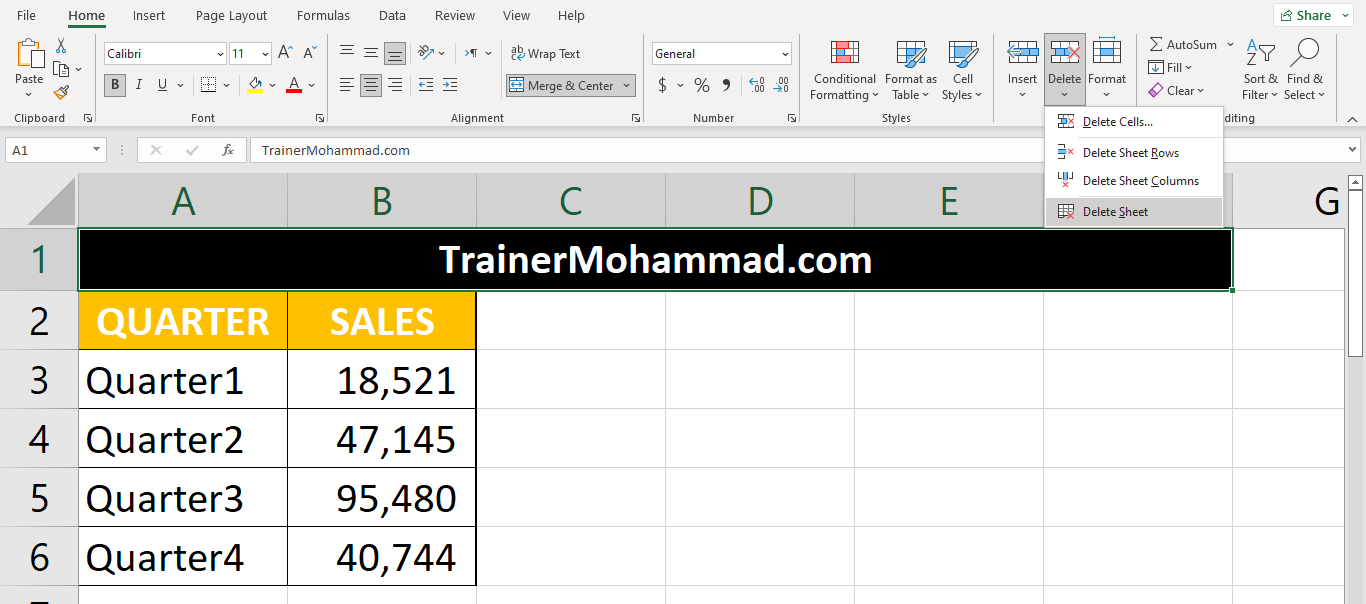 File Home Insert Page Layout Formulas Data Review View Help Share
Calibri 11 A A ab Wrap Text General AutoSum
Paste B I U A Merge & Center $ % 9 .00 .00 Conditional Formatting Format as Table Cell Styles Insert Delete Format Fill Clear Sort & Filter Find & Select
Clipboard Font Alignment Number Styles diting
Delete Cells...
Delete Sheet Rows
Delete Sheet Columns
Delete Sheet
A1 fx TrainerMohammad.com
A B C D E G
1 TrainerMohammad.com
2 QUARTER SALES
3 Quarter1 18,521
4 Quarter2 47,145
5 Quarter3 95,480
6 Quarter4 40,744